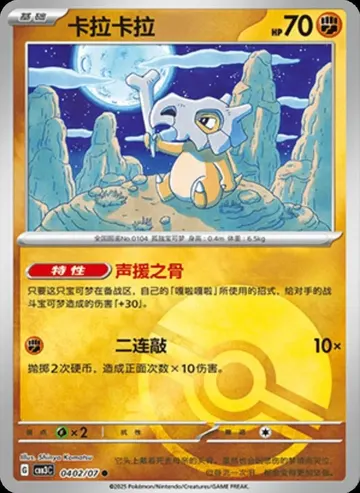 基础 卡拉卡拉 HP70
全国图鉴No.0104 孤独宝可梦 身高：0.4m 体重：6.5kg
特性 声援之骨
只要这只宝可梦在备战区，自己的「嘎啦嘎啦」所使用的招式，给对手的战
斗宝可梦造成的伤害「+30」。
二连敲 10×
抛掷2次硬币，造成正面次数×10伤害。
弱点 ×2 抗性 撤退
Illus. Shinya Komatsu
G CBB3C 0402/07
©2025 Pokémon/Nintendo/Creatures/GAME FREAK.